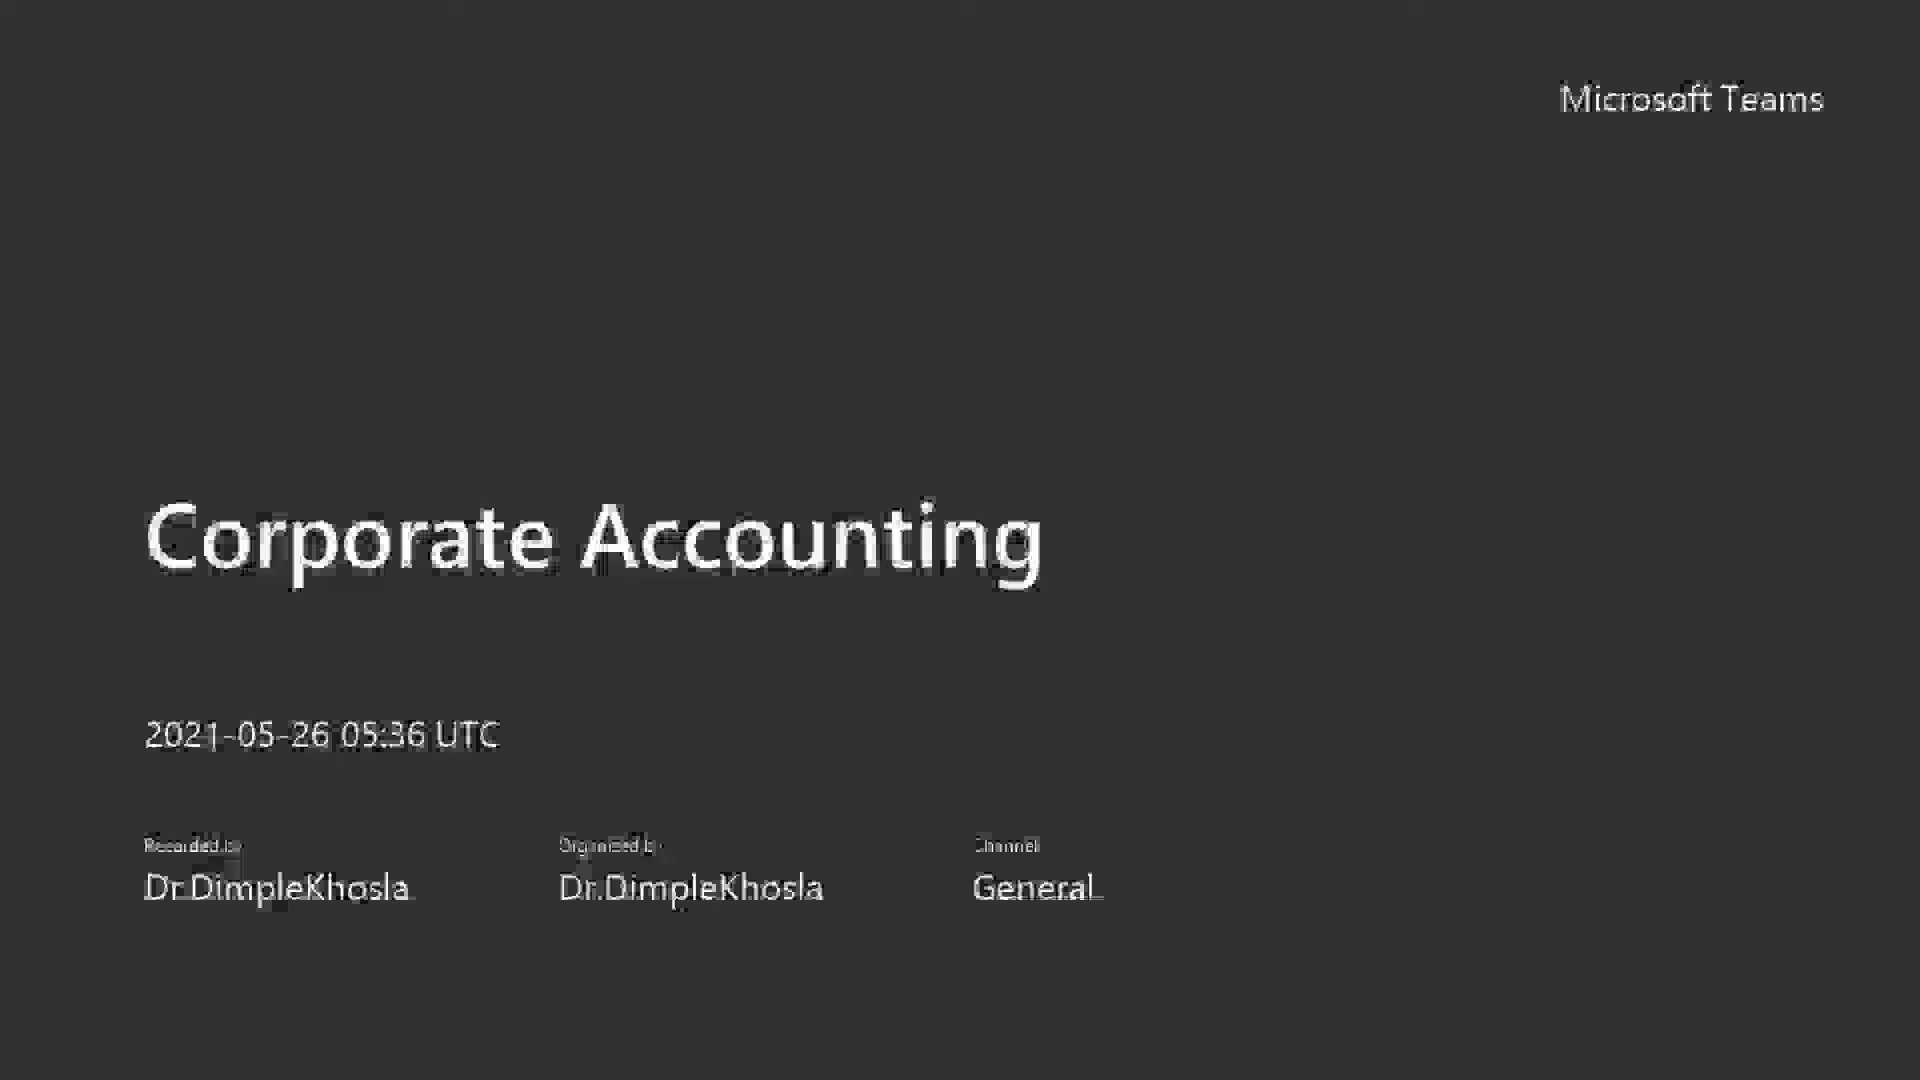 Microsoft Teams
Corporate Accounting
2021-05-26 05:36 UTC
Recorded by Organized by Channel
Dr.DimpleKhosla Dr.DimpleKhosla General